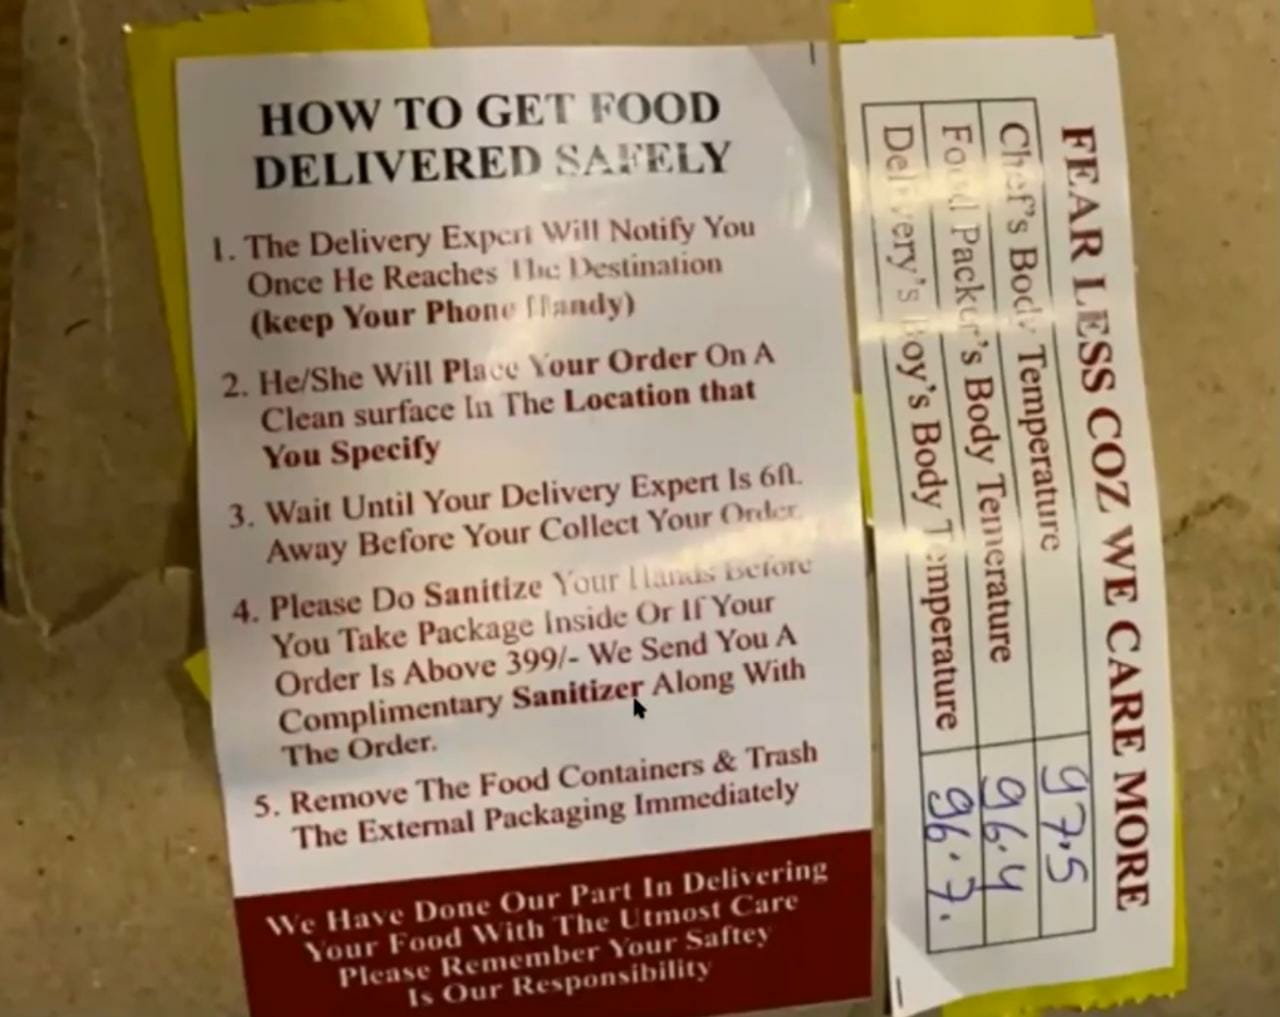 HOW TO GET FOOD
DELIVERED SAFELY
1. The Delivery Expert Will Notify You
Once He Reaches The Destination
(keep Your Phone Handy)
2. He/She Will Place Your Order On A
Clean surface In The Location that
You Specify
3. Wait Until Your Delivery Expert Is 6ft.
Away Before Your Collect Your Order.
4. Please Do Sanitize Your Hands Before
You Take Package Inside Or If Your
Order Is Above 399/- We Send You A
Complimentary Sanitizer Along With
The Order.
5. Remove The Food Containers & Trash
The External Packaging Immediately
We Have Done Our Part In Delivering
Your Food With The Utmost Care
Please Remember Your Saftey
Is Our Responsibility
FEAR LESS COZ WE CARE MORE
Chef's Body Temperature 97.5
Food Packer's Body Temerature 96.4
Delivery's Boy's Body Temperature 96.7.